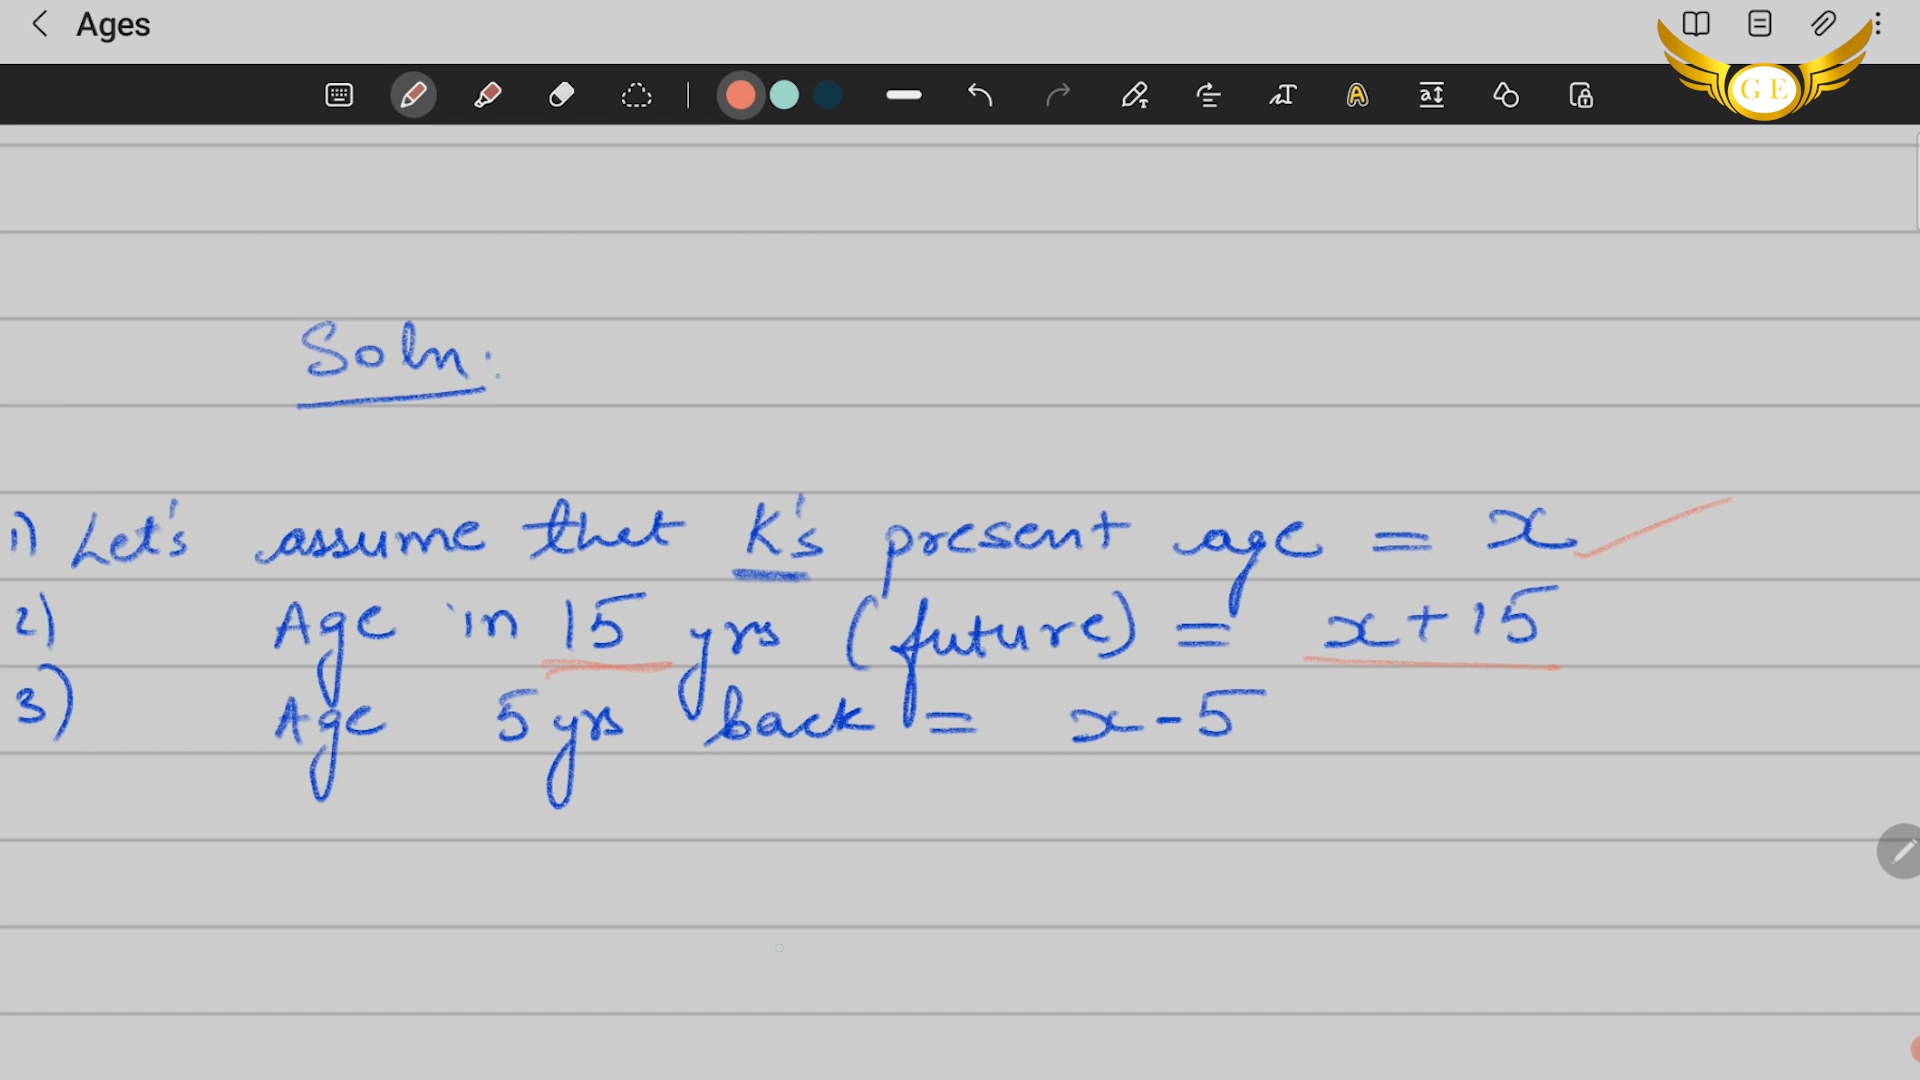 Ages
G E
Soln:
1) Let's assume that K's present age = x
2) Age in 15 yrs (future) = x+15
3) Age 5 yrs back = x-5